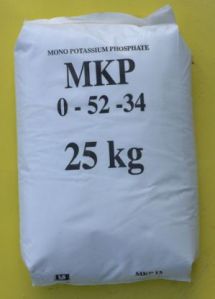 MONO POTASSIUM PHOSPHATE
MKP
0 - 52 -34
25 kg